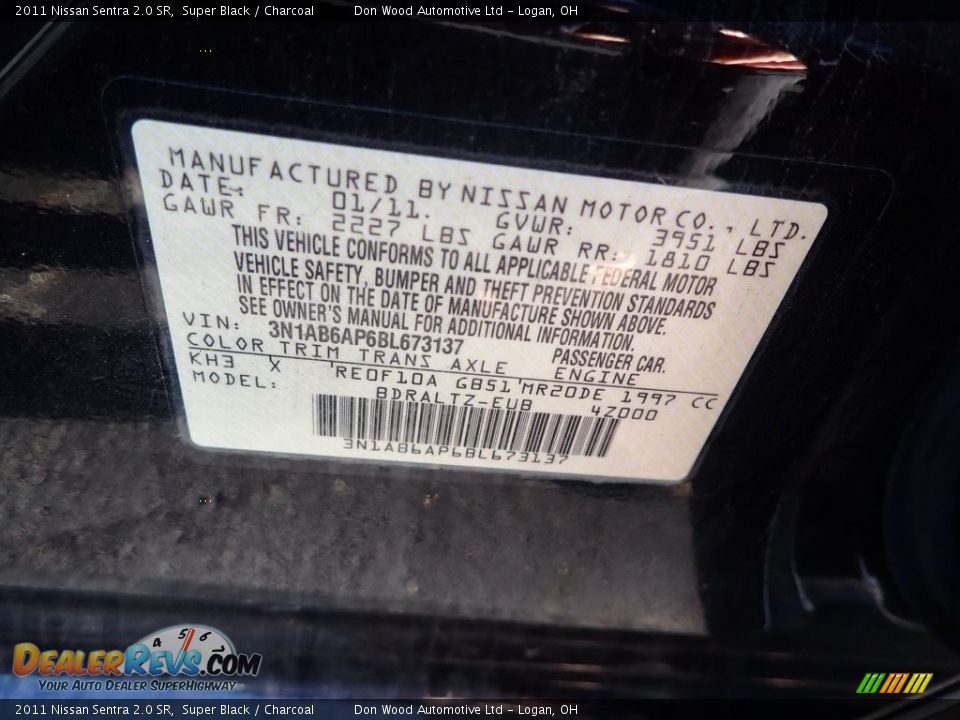 2011 Nissan Sentra 2.0 SR, Super Black / Charcoal Don Wood Automotive Ltd - Logan, OH
MANUFACTURED BY NISSAN MOTOR CO., LTD.
DATE: 01/11. GVWR: 3951 LBS
GAWR FR: 2227 LBS GAWR RR: 1810 LBS
THIS VEHICLE CONFORMS TO ALL APPLICABLE FEDERAL MOTOR
VEHICLE SAFETY, BUMPER AND THEFT PREVENTION STANDARDS
IN EFFECT ON THE DATE OF MANUFACTURE SHOWN ABOVE.
SEE OWNER'S MANUAL FOR ADDITIONAL INFORMATION.
VIN: 3N1AB6AP6BL673137 PASSENGER CAR.
COLOR TRIM TRANS AXLE ENGINE
KH3 X RE0F10A GB51 MR20DE 1997 CC
MODEL: BDRALTZ-EUB 4Z000
3N1AB6AP6BL673137
4 5 6
DEALERREVS.COM
YOUR AUTO DEALER SUPERHIGHWAY
2011 Nissan Sentra 2.0 SR, Super Black / Charcoal Don Wood Automotive Ltd - Logan, OH